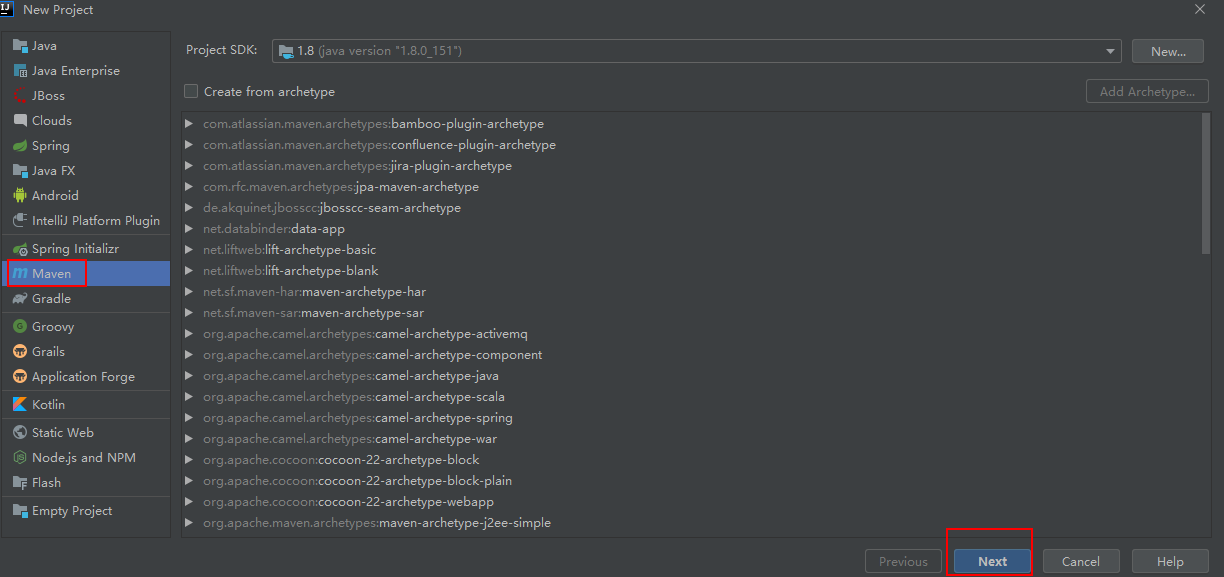 New Project
Java
Java Enterprise
JBoss
Clouds
Spring
Java FX
Android
IntelliJ Platform Plugin
Spring Initializr
Maven
Gradle
Groovy
Grails
Application Forge
Kotlin
Static Web
Node.js and NPM
Flash
Empty Project
Project SDK: 1.8 (java version "1.8.0_151") New...
Create from archetype Add Archetype...
com.atlassian.maven.archetypes:bamboo-plugin-archetype
com.atlassian.maven.archetypes:confluence-plugin-archetype
com.atlassian.maven.archetypes:jira-plugin-archetype
com.rfc.maven.archetypes:jpa-maven-archetype
de.akquinet.jbosscc:jbosscc-seam-archetype
net.databinder:data-app
net.liftweb:lift-archetype-basic
net.liftweb:lift-archetype-blank
net.sf.maven-har:maven-archetype-har
net.sf.maven-sar:maven-archetype-sar
org.apache.camel.archetypes:camel-archetype-activemq
org.apache.camel.archetypes:camel-archetype-component
org.apache.camel.archetypes:camel-archetype-java
org.apache.camel.archetypes:camel-archetype-scala
org.apache.camel.archetypes:camel-archetype-spring
org.apache.camel.archetypes:camel-archetype-war
org.apache.cocoon:cocoon-22-archetype-block
org.apache.cocoon:cocoon-22-archetype-block-plain
org.apache.cocoon:cocoon-22-archetype-webapp
org.apache.maven.archetypes:maven-archetype-j2ee-simple
Previous Next Cancel Help